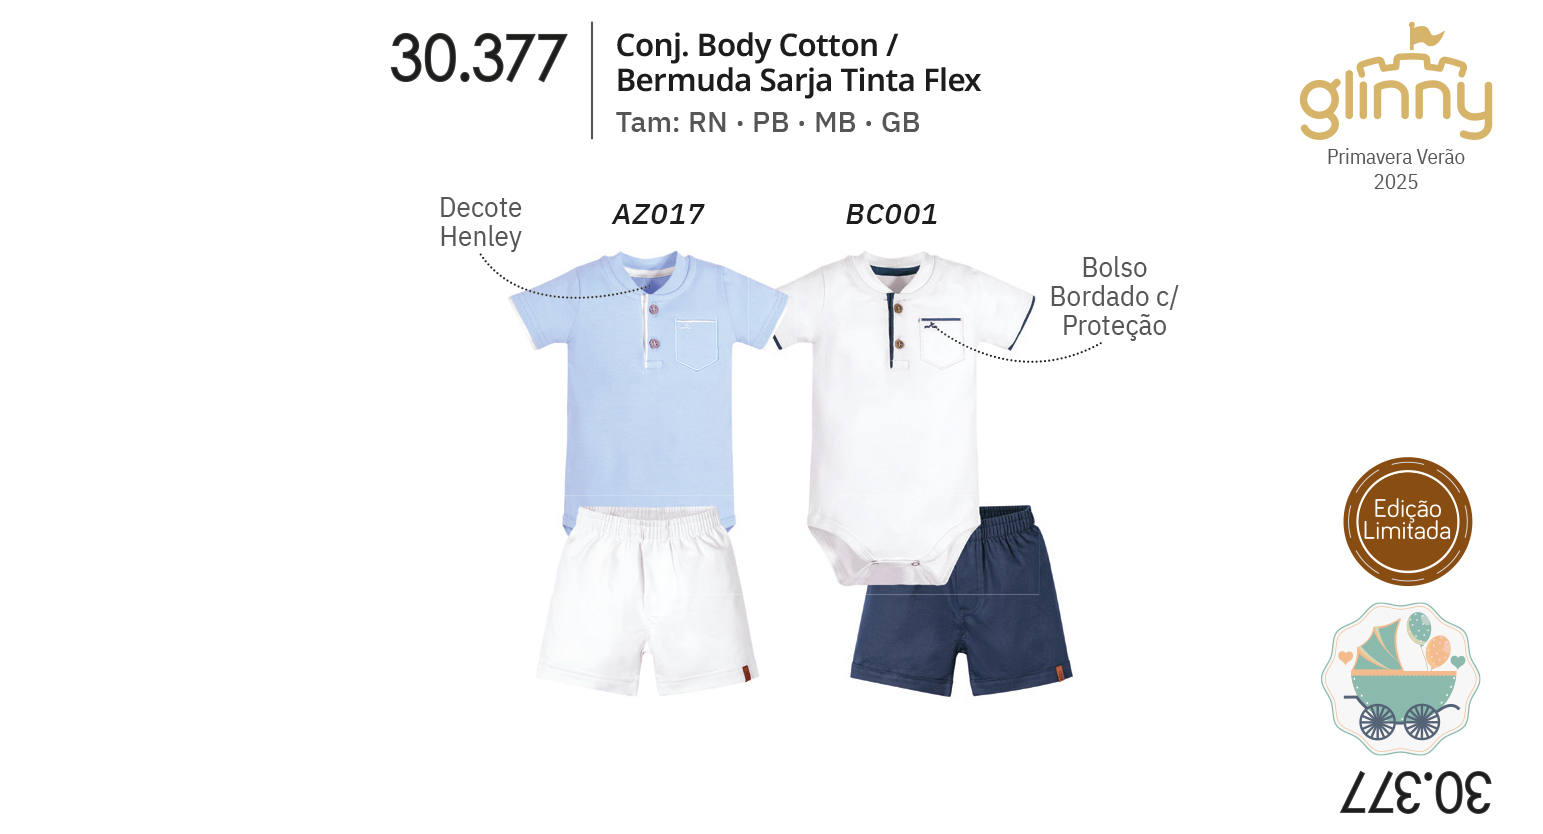 30.377
Conj. Body Cotton /
Bermuda Sarja Tinta Flex
Tam: RN • PB • MB • GB
glinny
Primavera Verão
2025
Decote
Henley
AZ017
BC001
Bolso
Bordado c/
Proteção
Edição
Limitada
30.377